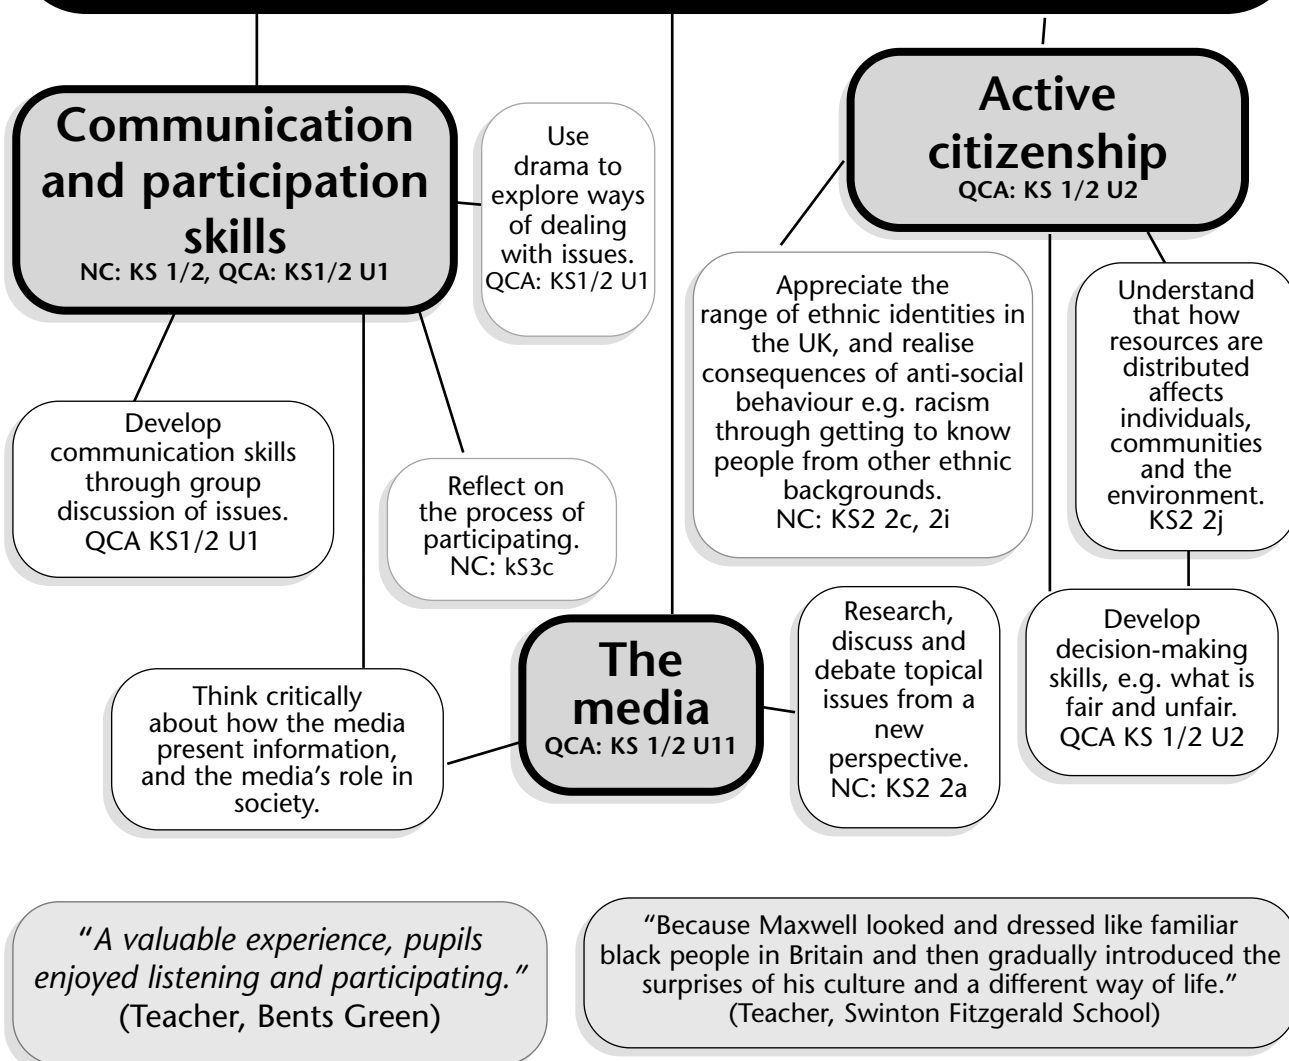 Communication
and participation
skills
NC: KS 1/2, QCA: KS1/2 U1
Use
drama to
explore ways
of dealing
with issues.
QCA: KS1/2 U1
Active
citizenship
QCA: KS 1/2 U2
Appreciate the
range of ethnic identities in
the UK, and realise
consequences of anti-social
behaviour e.g. racism
through getting to know
people from other ethnic
backgrounds.
NC: KS2 2c, 2i
Understand
that how
resources are
distributed
affects
individuals,
communities
and the
environment.
KS2 2j
Develop
communication skills
through group
discussion of issues.
QCA KS1/2 U1
Reflect on
the process of
participating.
NC: kS3c
Think critically
about how the media
present information,
and the media’s role in
society.
The
media
QCA: KS 1/2 U11
Research,
discuss and
debate topical
issues from a
new
perspective.
NC: KS2 2a
Develop
decision-making
skills, e.g. what is
fair and unfair.
QCA KS 1/2 U2
“A valuable experience, pupils
enjoyed listening and participating.”
(Teacher, Bents Green)
“Because Maxwell looked and dressed like familiar
black people in Britain and then gradually introduced the
surprises of his culture and a different way of life.”
(Teacher, Swinton Fitzgerald School)